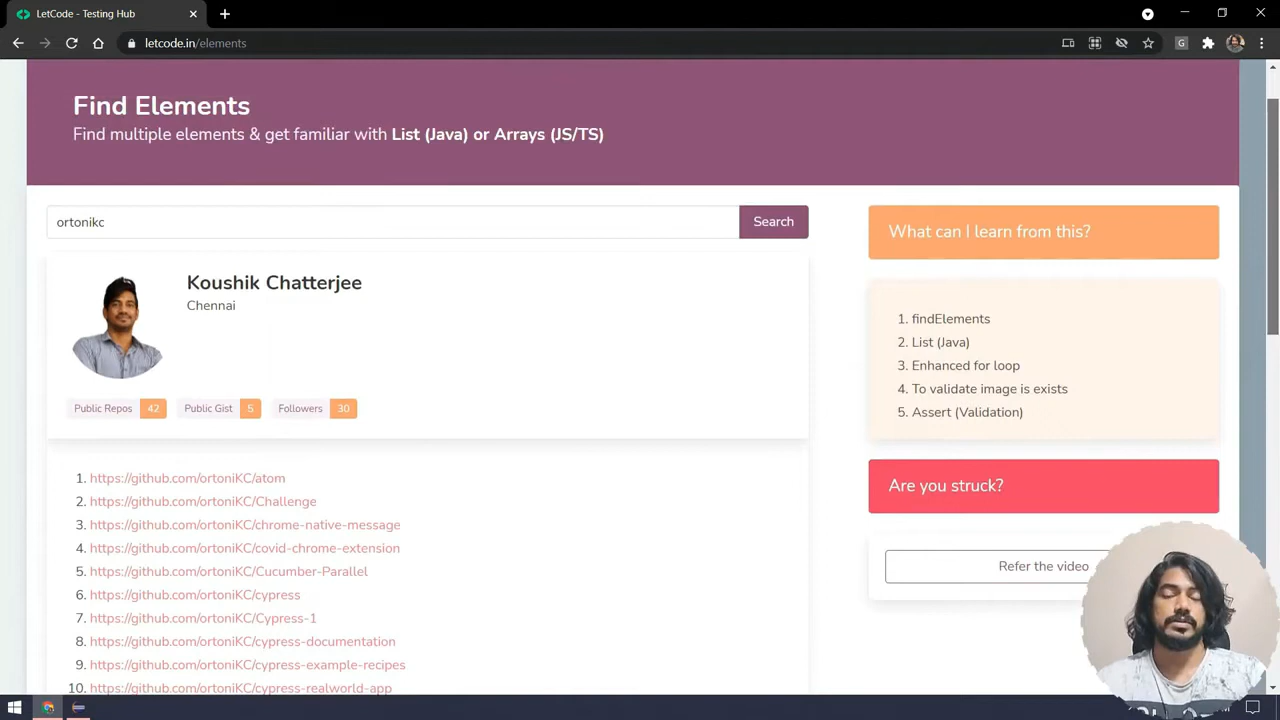 LetCode - Testing Hub
letcode.in/elements
Find Elements
Find multiple elements & get familiar with List (Java) or Arrays (JS/TS)
ortonikc
Search
Koushik Chatterjee
Chennai
Public Repos 42 Public Gist 5 Followers 30
1. https://github.com/ortoniKC/atom
2. https://github.com/ortoniKC/Challenge
3. https://github.com/ortoniKC/chrome-native-message
4. https://github.com/ortoniKC/covid-chrome-extension
5. https://github.com/ortoniKC/Cucumber-Parallel
6. https://github.com/ortoniKC/cypress
7. https://github.com/ortoniKC/Cypress-1
8. https://github.com/ortoniKC/cypress-documentation
9. https://github.com/ortoniKC/cypress-example-recipes
10. https://github.com/ortoniKC/cypress-realworld-app
What can I learn from this?
1. findElements
2. List (Java)
3. Enhanced for loop
4. To validate image is exists
5. Assert (Validation)
Are you struck?
Refer the video